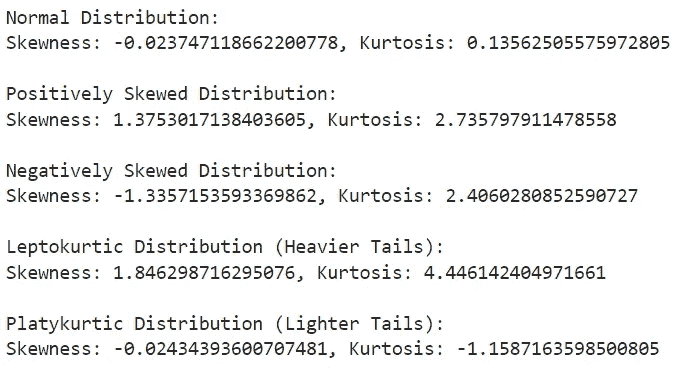 Normal Distribution:
Skewness: -0.023747118662200778, Kurtosis: 0.13562505575972805
Positively Skewed Distribution:
Skewness: 1.3753017138403605, Kurtosis: 2.735797911478558
Negatively Skewed Distribution:
Skewness: -1.3357153593369862, Kurtosis: 2.4060280852590727
Leptokurtic Distribution (Heavier Tails):
Skewness: 1.846298716295076, Kurtosis: 4.446142404971661
Platykurtic Distribution (Lighter Tails):
Skewness: -0.02434393600707481, Kurtosis: -1.1587163598500805